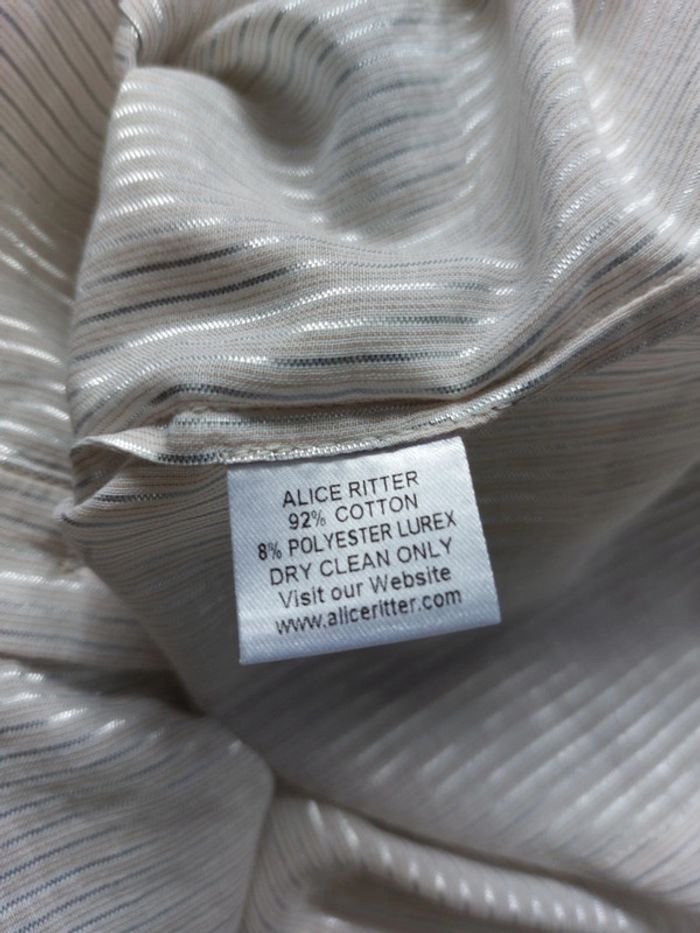 ALICE RITTER
92% COTTON
8% POLYESTER LUREX
DRY CLEAN ONLY
Visit our Website
www.aliceritter.com